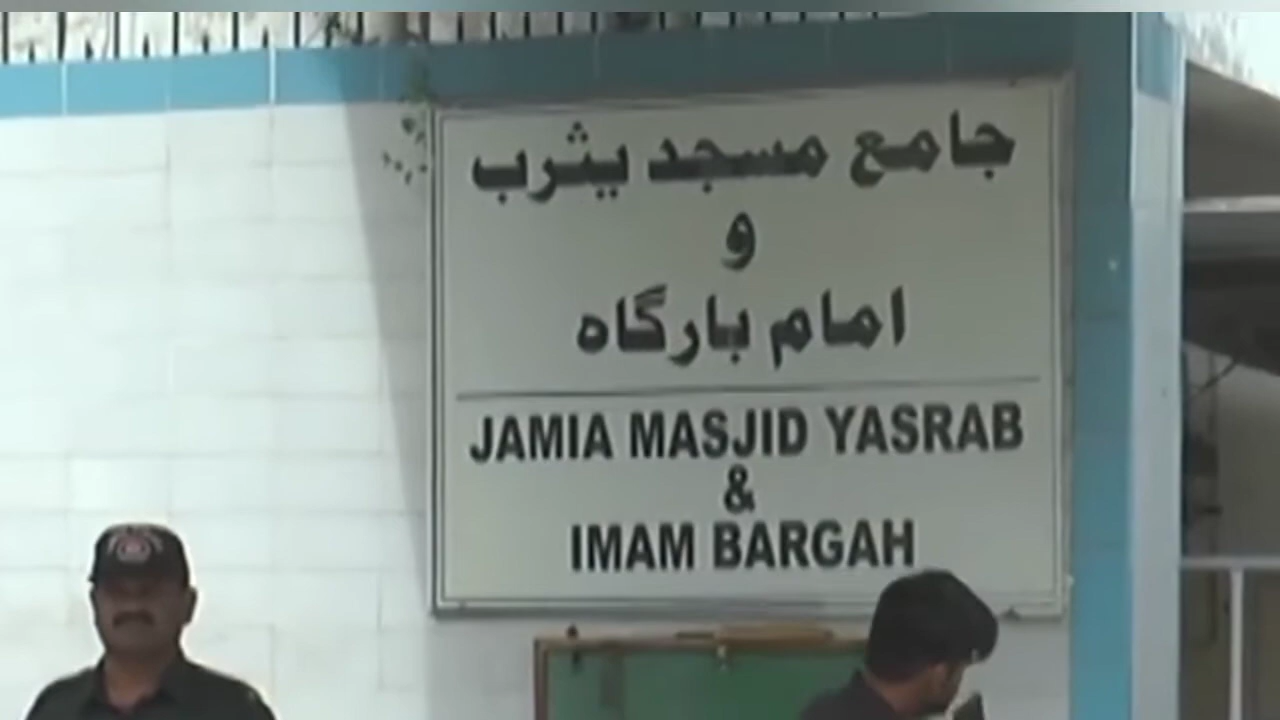 جامع مسجد یثرب
و
امام بارگاہ
JAMIA MASJID YASRAB
&
IMAM BARGAH